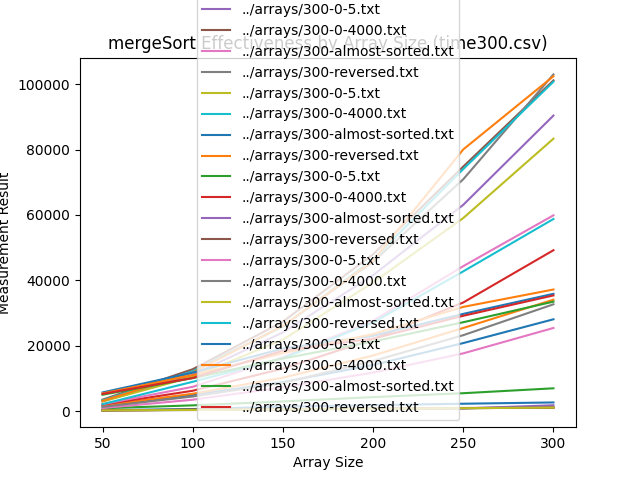 ../arrays/300-0-5.txt
../arrays/300-0-4000.txt
mergeSort Effectiveness by Array Size (time300.csv)
../arrays/300-almost-sorted.txt
../arrays/300-reversed.txt
../arrays/300-0-5.txt
../arrays/300-0-4000.txt
../arrays/300-almost-sorted.txt
../arrays/300-reversed.txt
../arrays/300-0-5.txt
../arrays/300-0-4000.txt
../arrays/300-almost-sorted.txt
../arrays/300-reversed.txt
../arrays/300-0-5.txt
../arrays/300-0-4000.txt
../arrays/300-almost-sorted.txt
../arrays/300-reversed.txt
../arrays/300-0-5.txt
../arrays/300-0-4000.txt
../arrays/300-almost-sorted.txt
../arrays/300-reversed.txt
100000
80000
60000
40000
20000
0
Measurement Result
50 100 150 200 250 300
Array Size